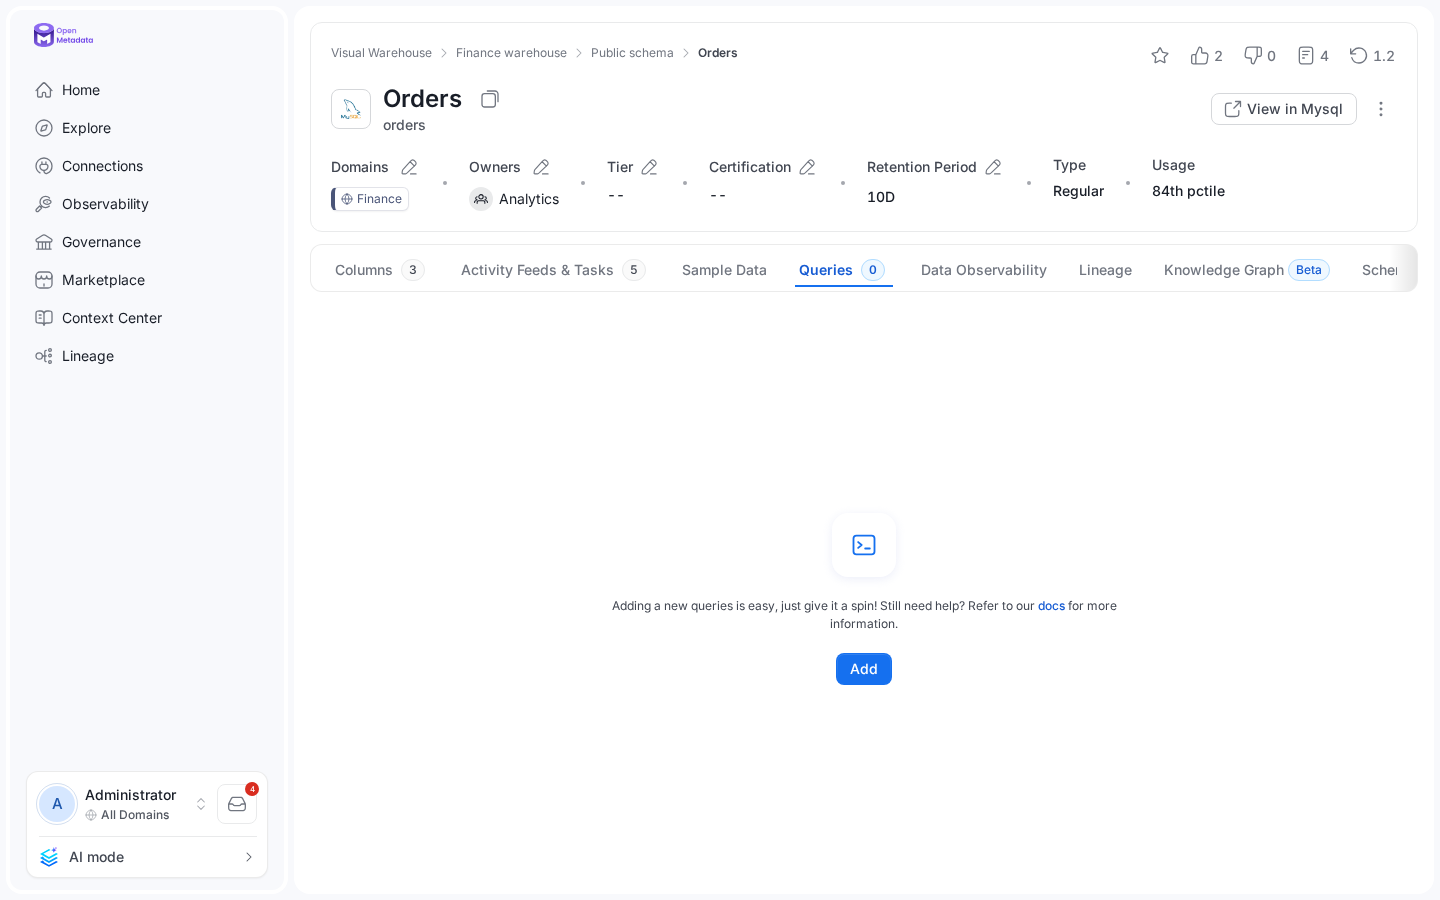 Open
Metadata
Home
Explore
Connections
Observability
Governance
Marketplace
Context Center
Lineage
A
Administrator
All Domains
4
AI mode
Visual Warehouse
Finance warehouse
Public schema
Orders
2
0
4
1.2
Orders
orders
View in Mysql
Domains
Finance
Owners
Analytics
Tier
--
Certification
--
Retention Period
10D
Type
Regular
Usage
84th pctile
Columns 3
Activity Feeds & Tasks 5
Sample Data
Queries 0
Data Observability
Lineage
Knowledge Graph Beta
Adding a new queries is easy, just give it a spin! Still need help? Refer to our docs for more
information.
Add